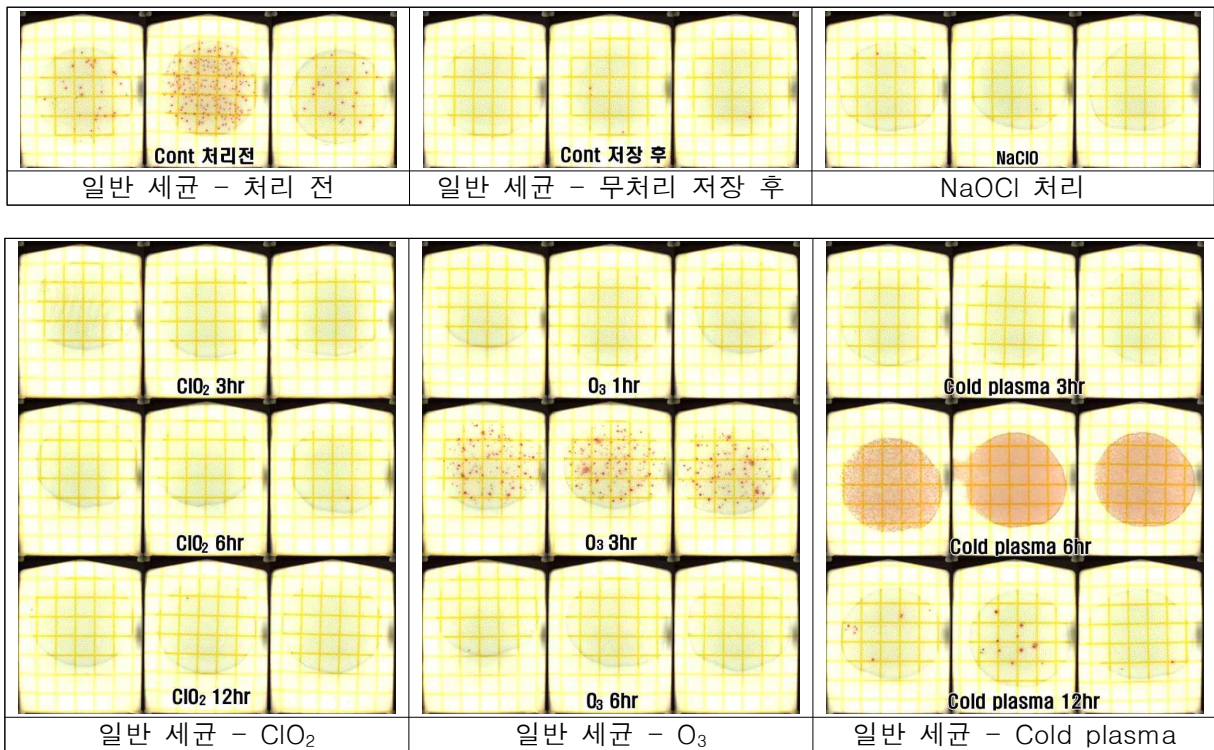 Cont 처리전
Cont 저장 후
NaClO
일반 세균 - 처리 전
일반 세균 - 무처리 저장 후
NaOCl 처리
ClO₂ 3hr
O₃ 1hr
Cold plasma 3hr
ClO₂ 6hr
O₃ 3hr
Cold plasma 6hr
ClO₂ 12hr
O₃ 6hr
Cold plasma 12hr
일반 세균 - ClO₂
일반 세균 - O₃
일반 세균 - Cold plasma